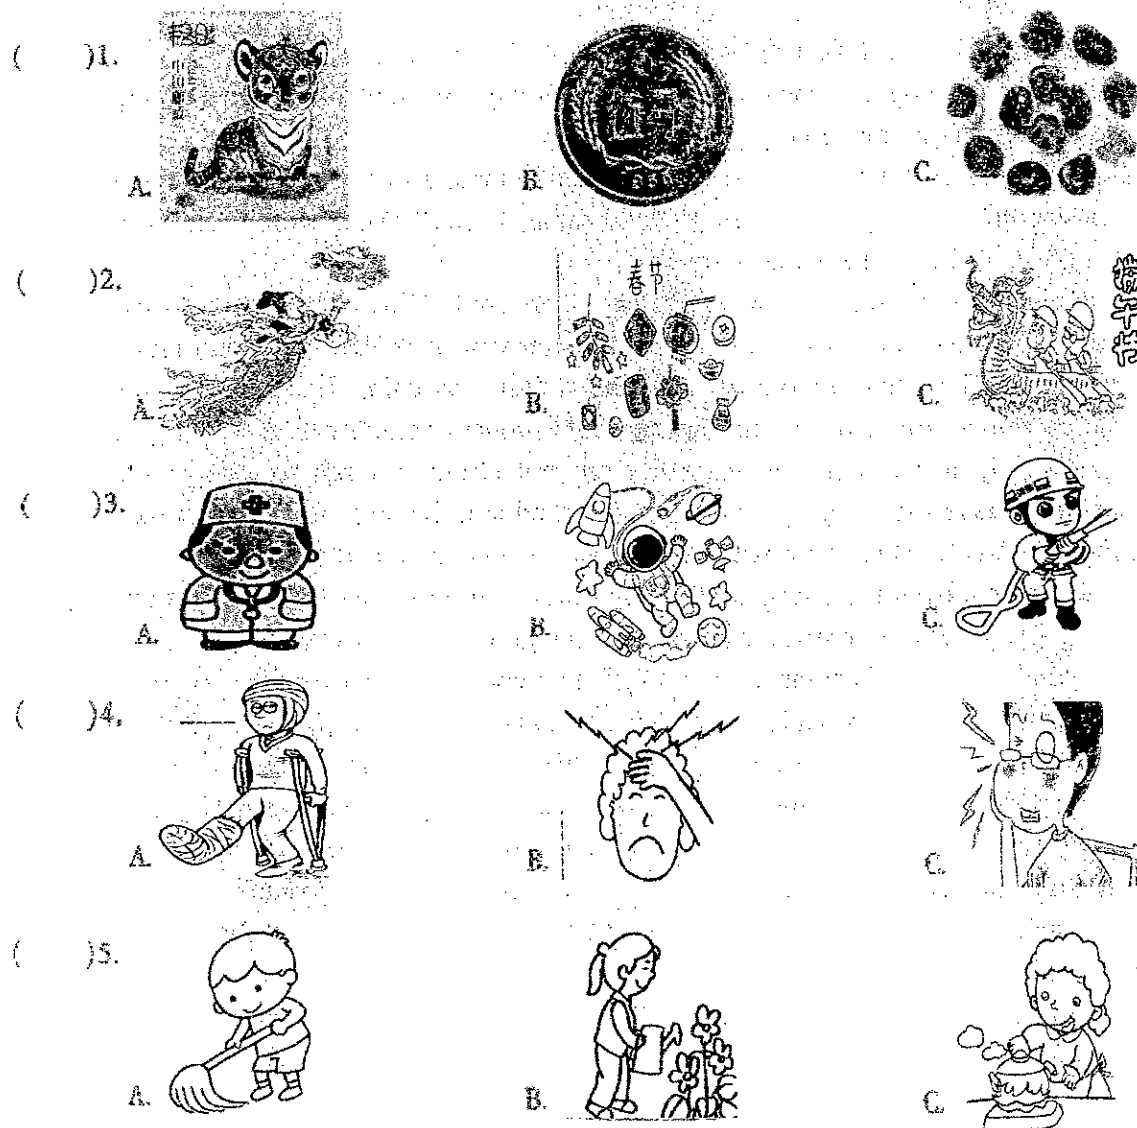 ( )1. A. B. C.
( )2. A. B. 春节 C. 端午节
( )3. A. B. C.
( )4. A. B. C.
( )5. A. B. C.